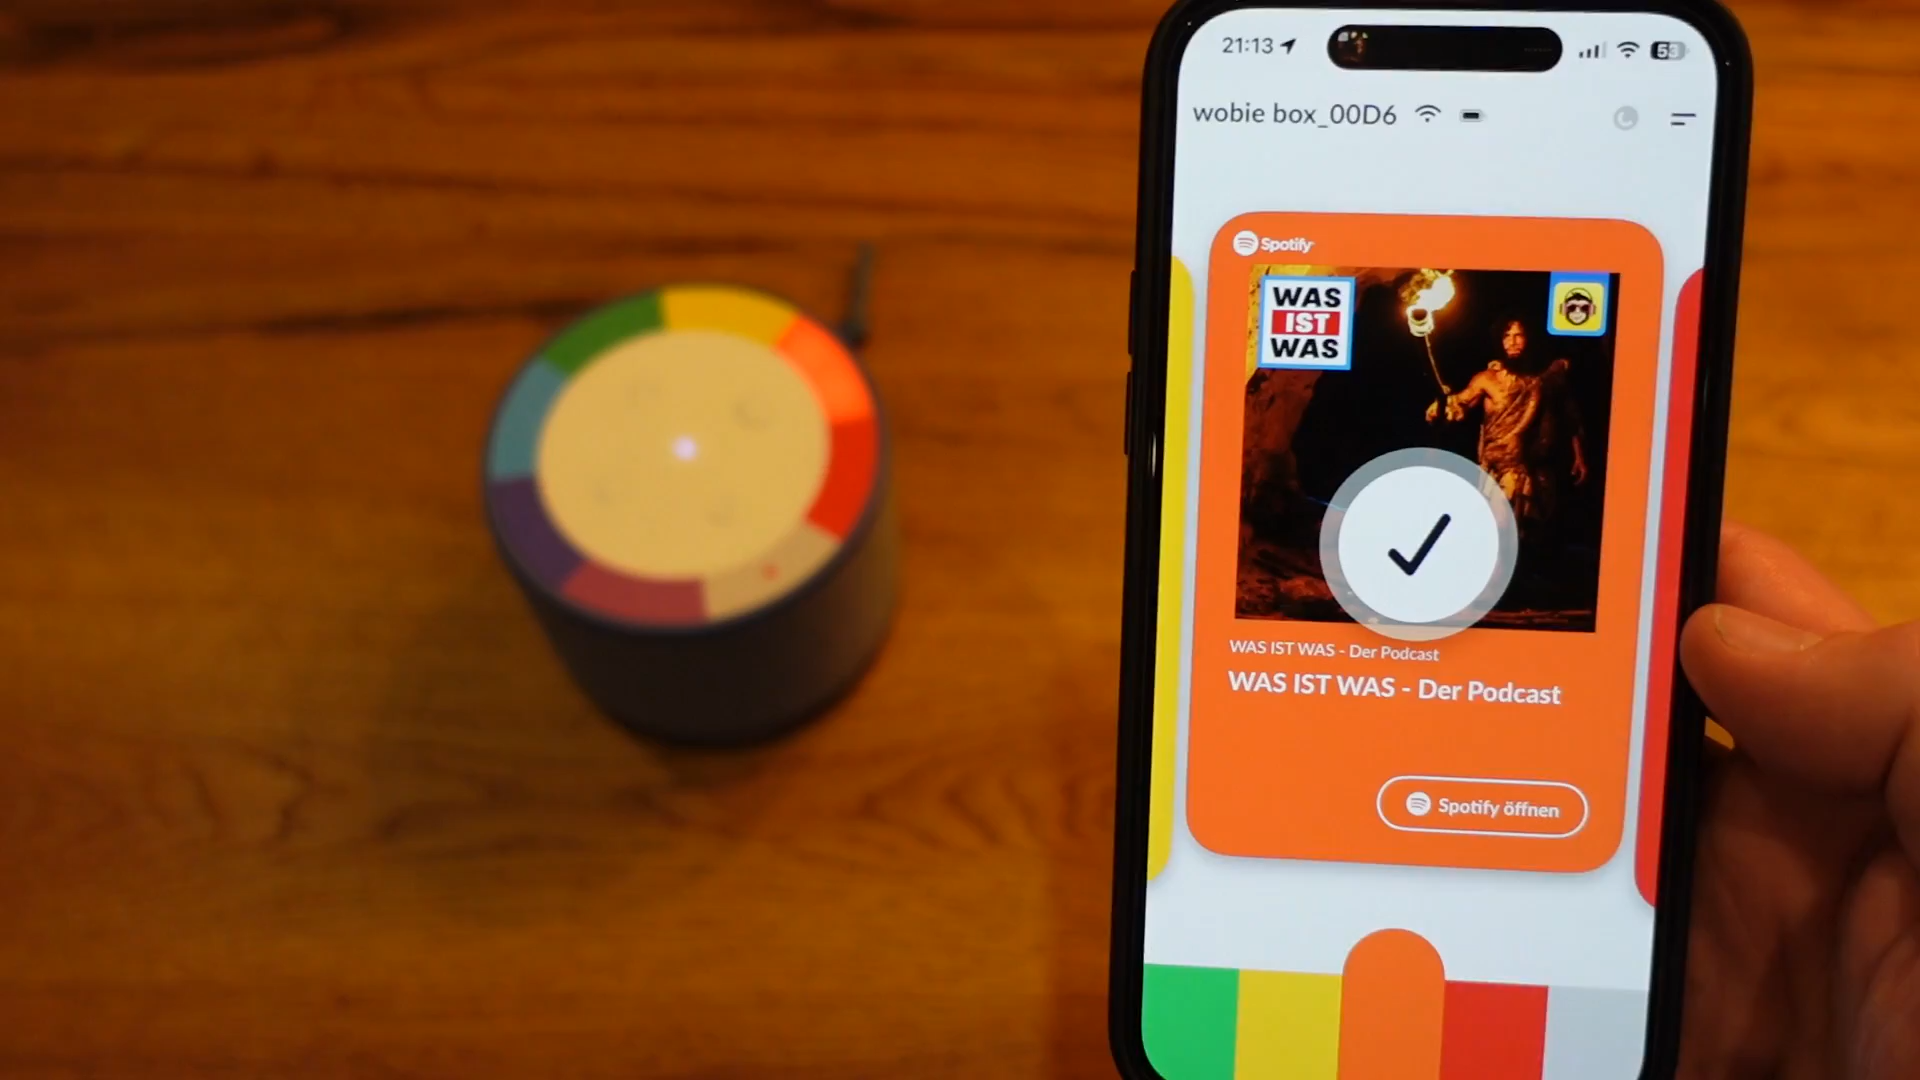 21:13
53
wobie box_00D6
Spotify
WAS
IST
WAS
WAS IST WAS - Der Podcast
WAS IST WAS - Der Podcast
Spotify öffnen